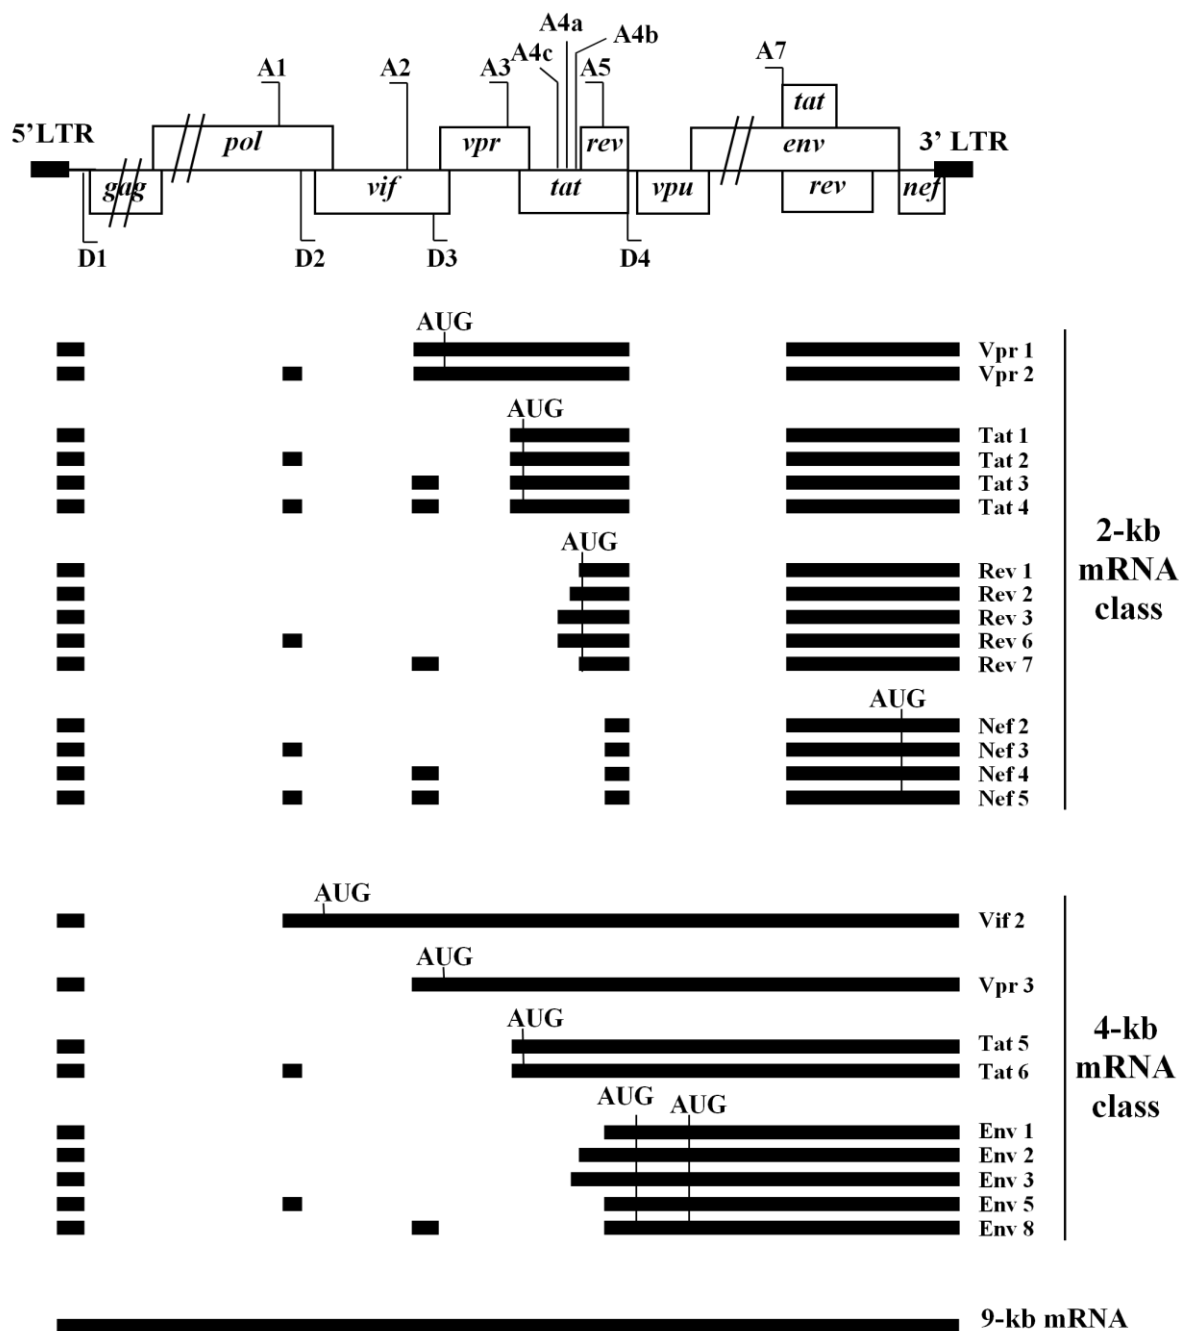 A4a
A4b
A4c
A1
A2
A3
A5
A7
5'LTR
3' LTR
tat
pol
vpr
rev
env
gag
vif
tat
vpu
rev
nef
D1
D2
D3
D4
AUG
Vpr 1
Vpr 2
AUG
Tat 1
Tat 2
Tat 3
Tat 4
AUG
Rev 1
Rev 2
Rev 3
Rev 6
Rev 7
AUG
Nef 2
Nef 3
Nef 4
Nef 5
2-kb
mRNA
class
AUG
Vif 2
AUG
Vpr 3
AUG
Tat 5
Tat 6
AUG AUG
Env 1
Env 2
Env 3
Env 5
Env 8
4-kb
mRNA
class
9-kb mRNA